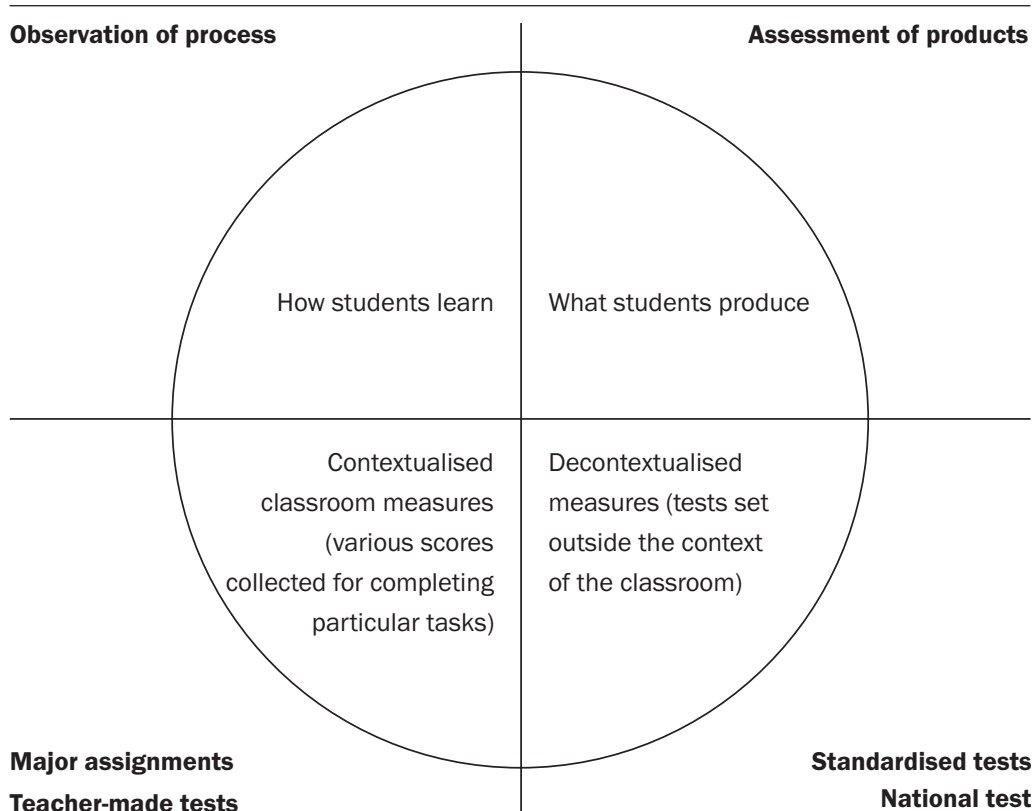 Observation of process
Assessment of products
How students learn
What students produce
Contextualised
classroom measures
(various scores
collected for completing
particular tasks)
Decontextualised
measures (tests set
outside the context
of the classroom)
Major assignments
Teacher-made tests
Standardised tests
National test